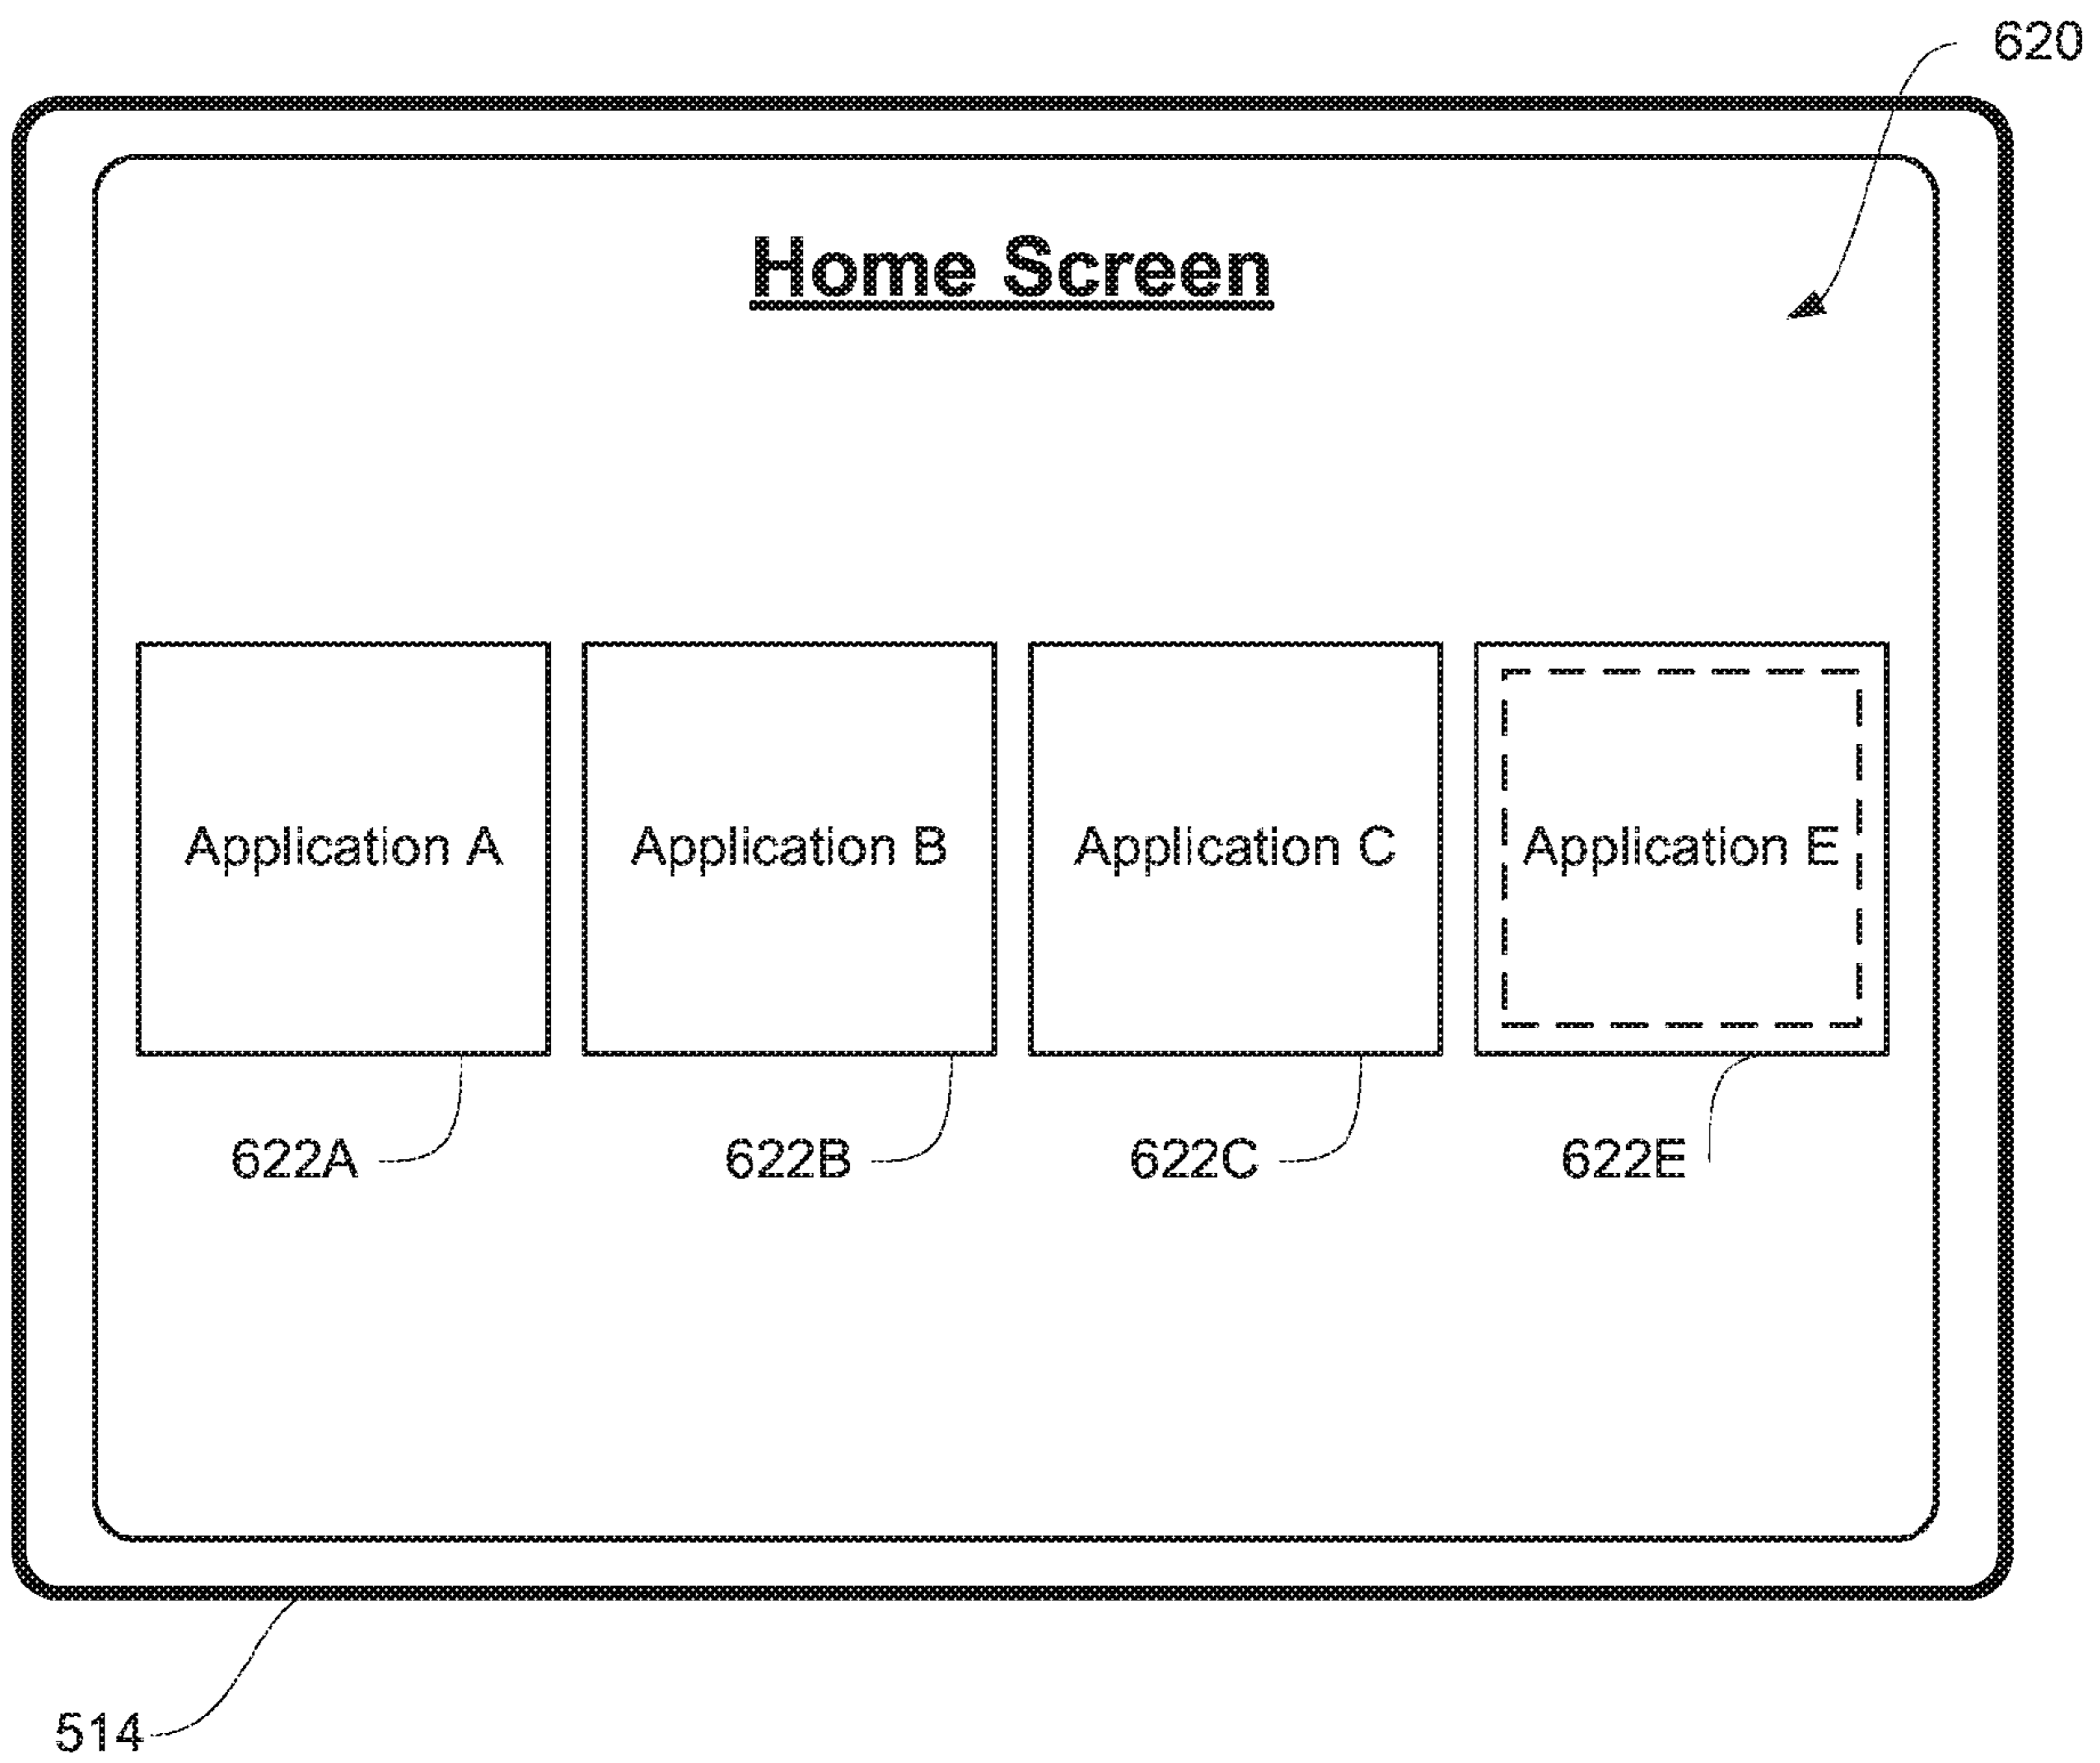 620
Home Screen
Application A
Application B
Application C
Application E
622A
622B
622C
622E
514